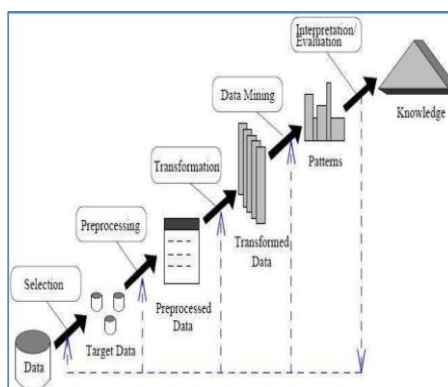 Interpretation/
Evaluation
Data Mining
Knowledge
Transformation
Patterns
Preprocessing
Transformed
Data
Selection
Preprocessed
Data
Target Data
Data